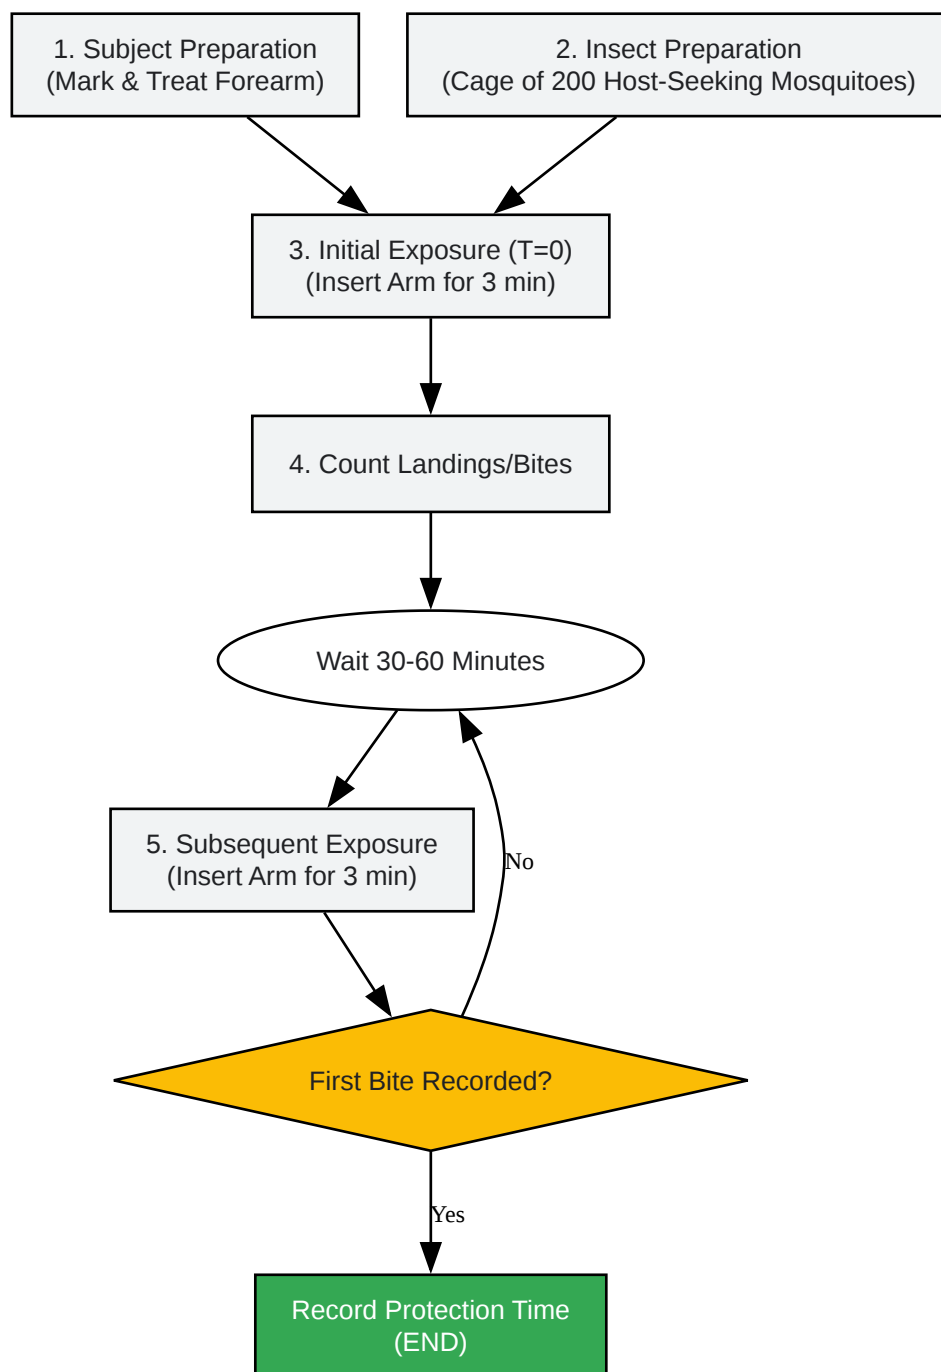 1. Subject Preparation
(Mark & Treat Forearm)
2. Insect Preparation
(Cage of 200 Host-Seeking Mosquitoes)
3. Initial Exposure (T=0)
(Insert Arm for 3 min)
4. Count Landings/Bites
Wait 30-60 Minutes
5. Subsequent Exposure
(Insert Arm for 3 min)
No
First Bite Recorded?
Yes
Record Protection Time
(END)